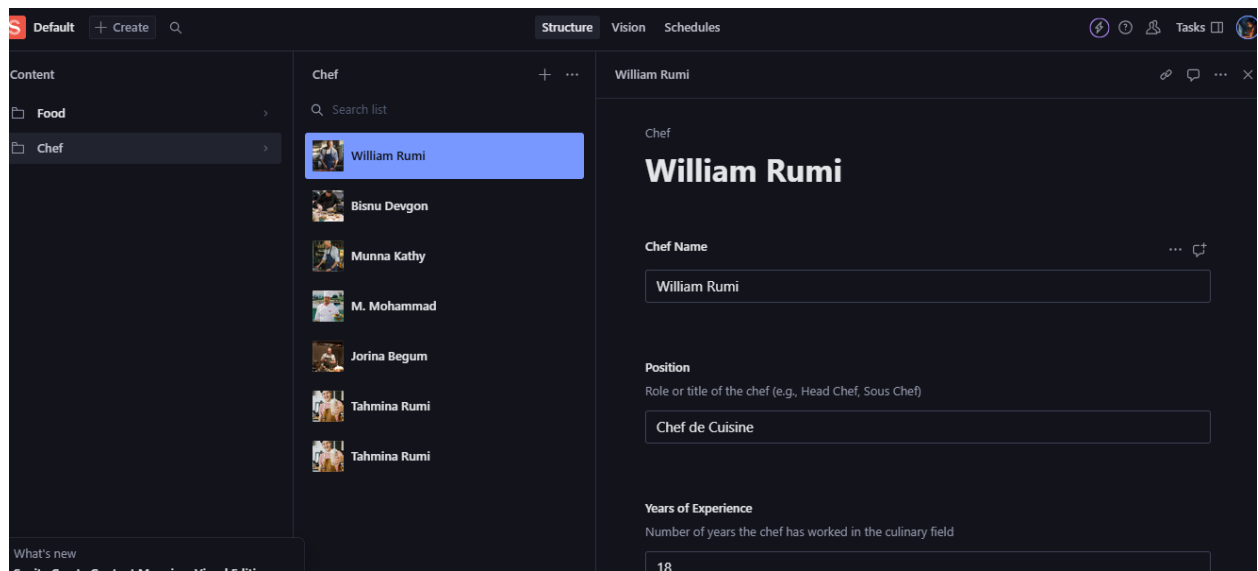 S Default + Create Structure Vision Schedules Tasks
Content
Food
Chef
What's new
Chef
Search list
William Rumi
Bisnu Devgon
Munna Kathy
M. Mohammad
Jorina Begum
Tahmina Rumi
Tahmina Rumi
William Rumi
Chef
William Rumi
Chef Name
William Rumi
Position
Role or title of the chef (e.g., Head Chef, Sous Chef)
Chef de Cuisine
Years of Experience
Number of years the chef has worked in the culinary field
18